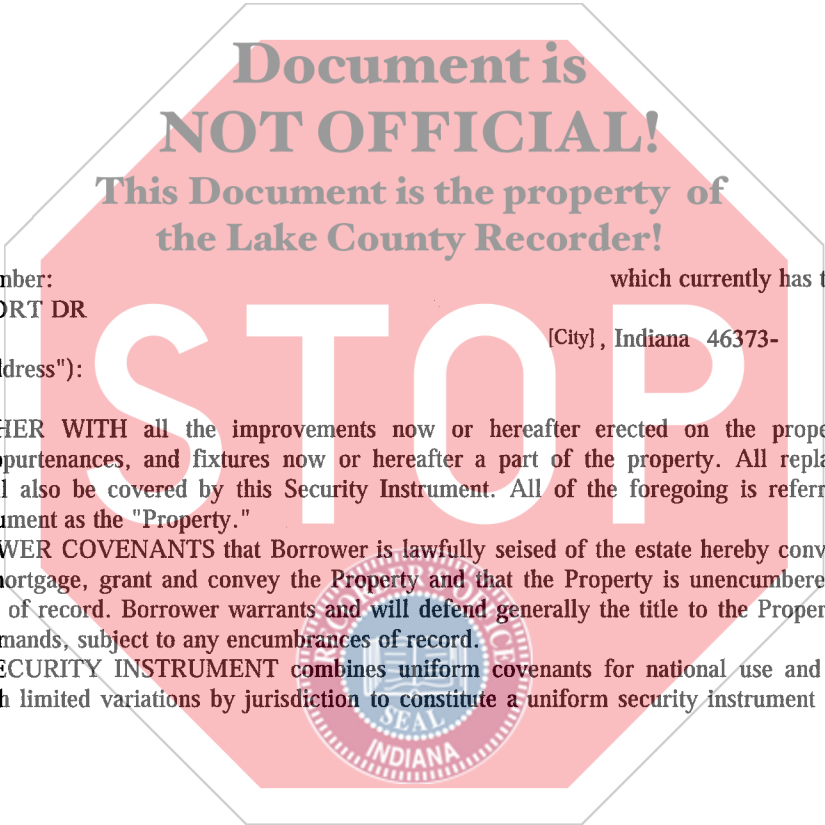 Document is
NOT OFFICIAL!
This Document is the property of
the Lake County Recorder!
nber: which currently has t
ORT DR
[City] , Indiana 46373-
ldress"):
STOP
HER WITH all the improvements now or hereafter erected on the prope
ppurtenances, and fixtures now or hereafter a part of the property. All repla
l also be covered by this Security Instrument. All of the foregoing is referr
ument as the "Property."
WER COVENANTS that Borrower is lawfully seised of the estate hereby conv
mortgage, grant and convey the Property and that the Property is unencumbere
of record. Borrower warrants and will defend generally the title to the Proper
mands, subject to any encumbrances of record.
ECURITY INSTRUMENT combines uniform covenants for national use and
h limited variations by jurisdiction to constitute a uniform security instrument
RECORDER'S OFFICE
SEAL
INDIANA